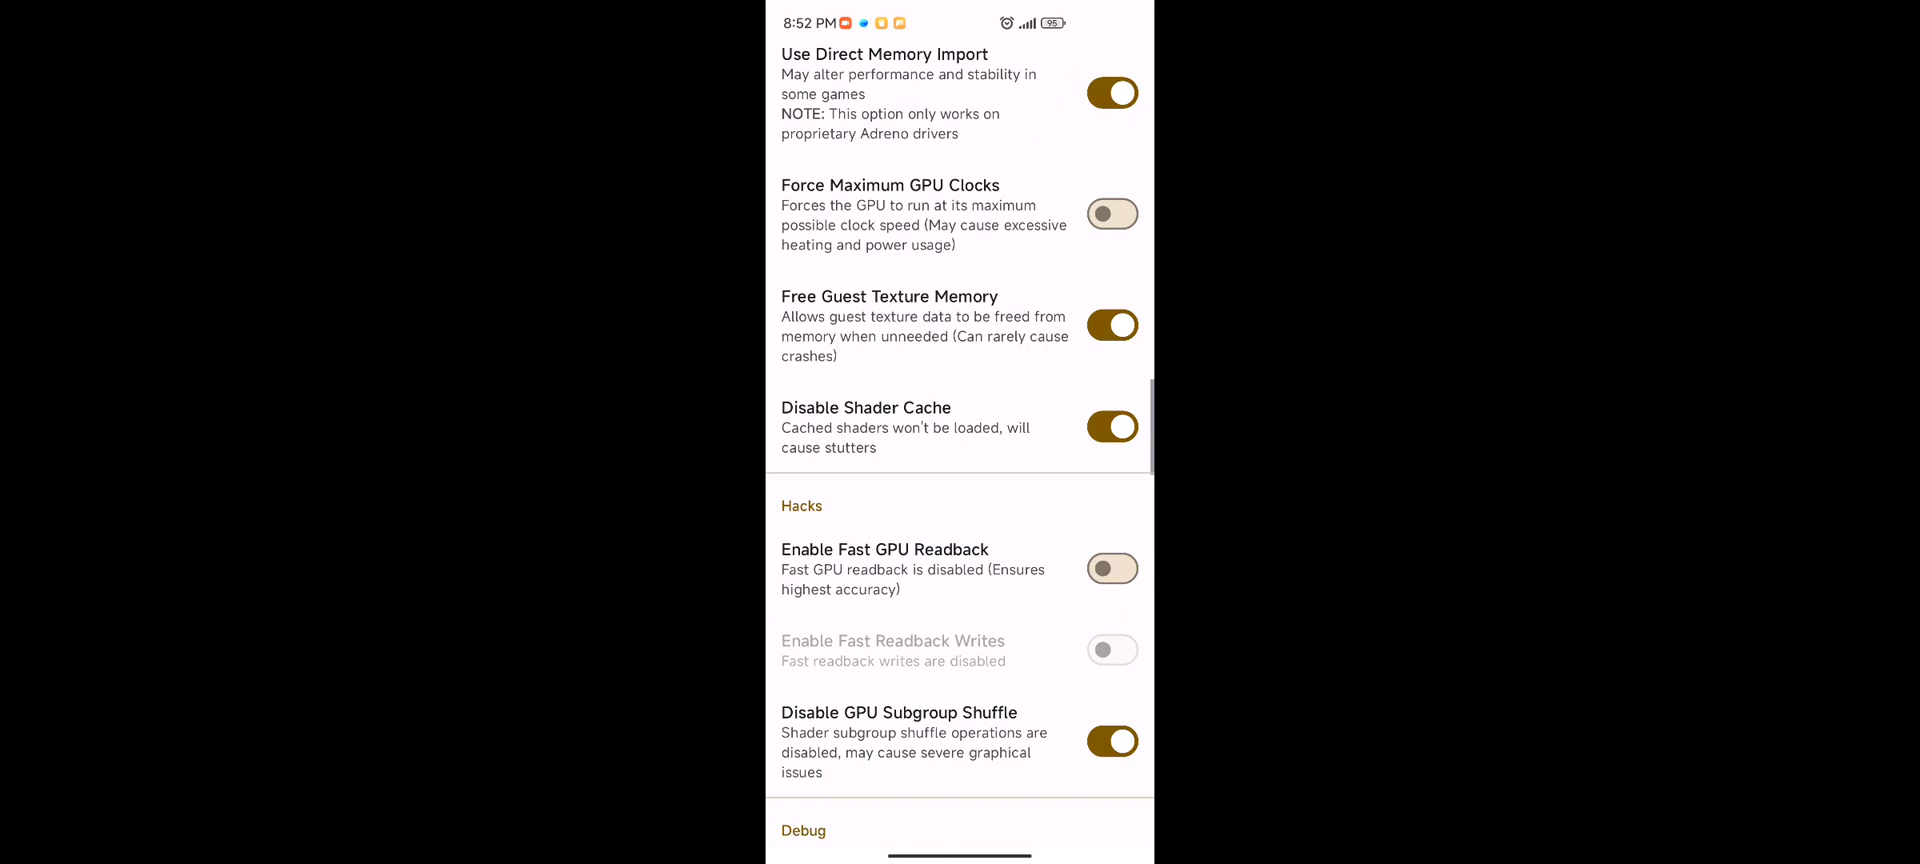 8:52 PM
95
Use Direct Memory Import
May alter performance and stability in
some games
NOTE: This option only works on
proprietary Adreno drivers
Force Maximum GPU Clocks
Forces the GPU to run at its maximum
possible clock speed (May cause excessive
heating and power usage)
Free Guest Texture Memory
Allows guest texture data to be freed from
memory when unneeded (Can rarely cause
crashes)
Disable Shader Cache
Cached shaders won't be loaded, will
cause stutters
Hacks
Enable Fast GPU Readback
Fast GPU readback is disabled (Ensures
highest accuracy)
Enable Fast Readback Writes
Fast readback writes are disabled
Disable GPU Subgroup Shuffle
Shader subgroup shuffle operations are
disabled, may cause severe graphical
issues
Debug